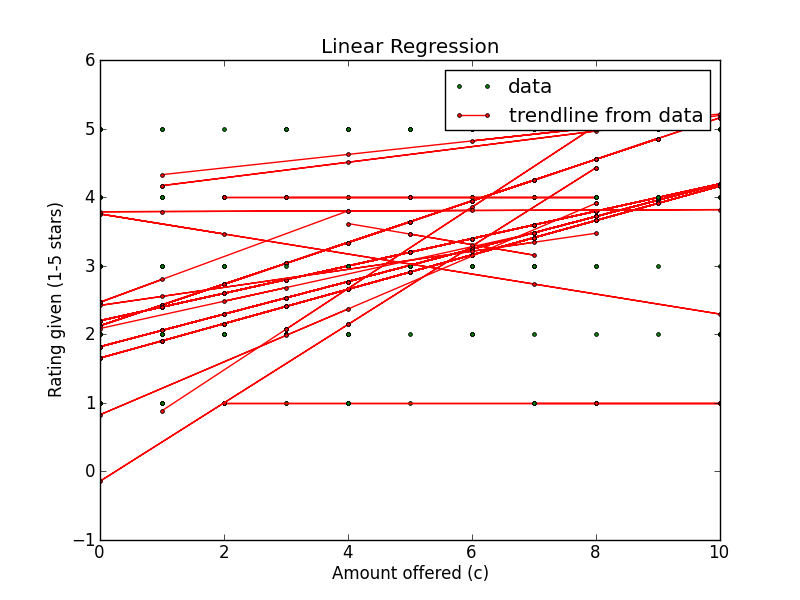 Linear Regression
data
trendline from data
6
5
4
3
2
1
0
−1
0 2 4 6 8 10
Rating given (1-5 stars)
Amount offered (c)